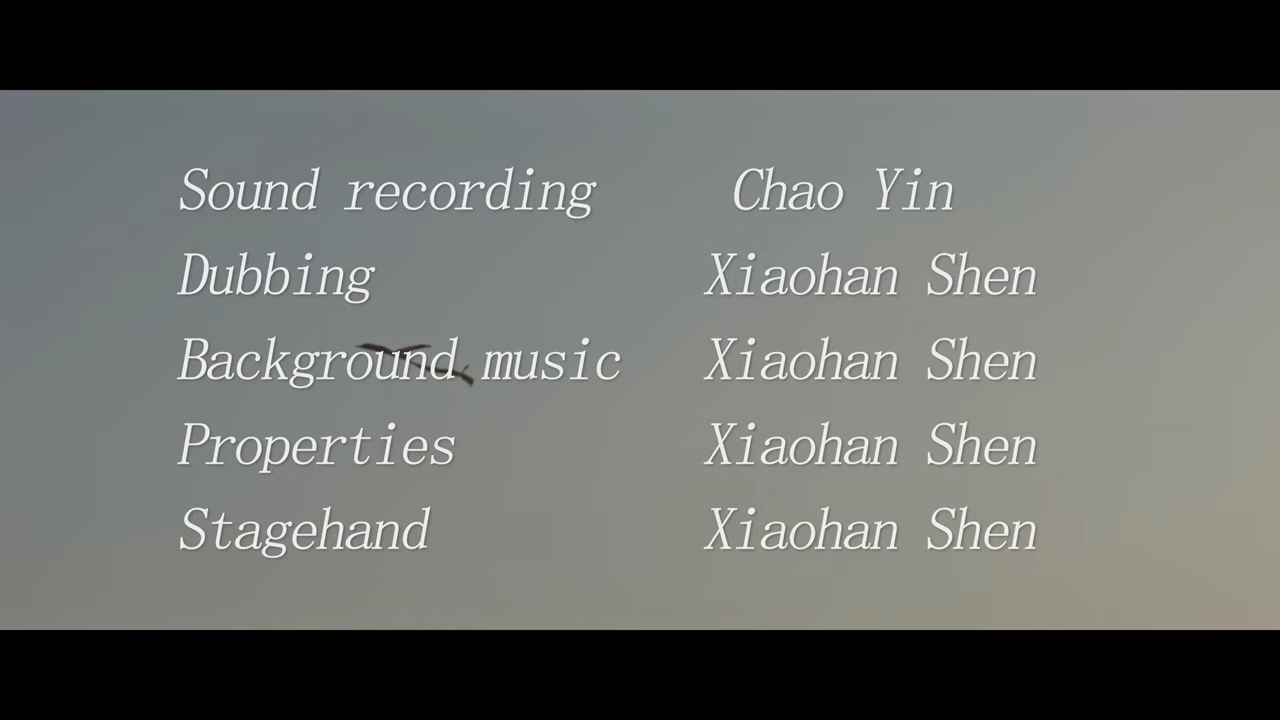 Sound recording Chao Yin
Dubbing Xiaohan Shen
Background music Xiaohan Shen
Properties Xiaohan Shen
Stagehand Xiaohan Shen